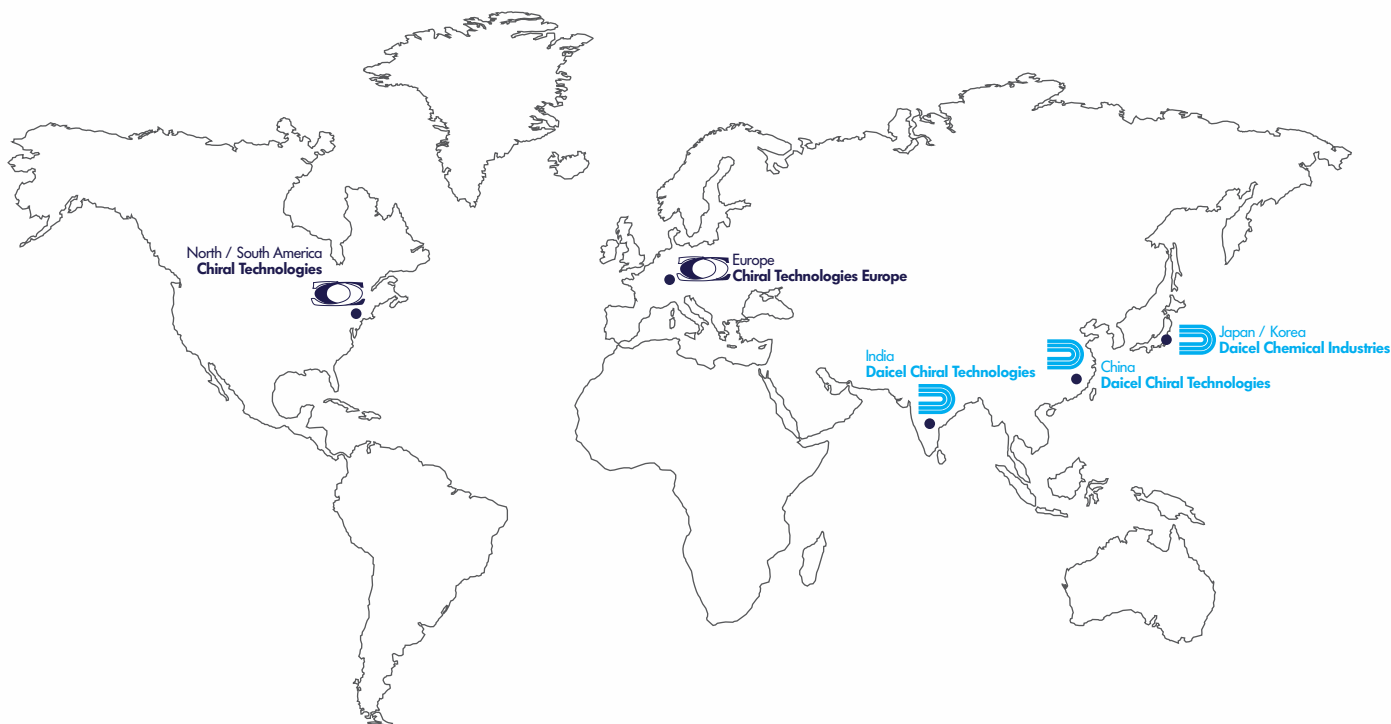 North / South America
Chiral Technologies
Europe
Chiral Technologies Europe
India
Daicel Chiral Technologies
Japan / Korea
Daicel Chemical Industries
China
Daicel Chiral Technologies